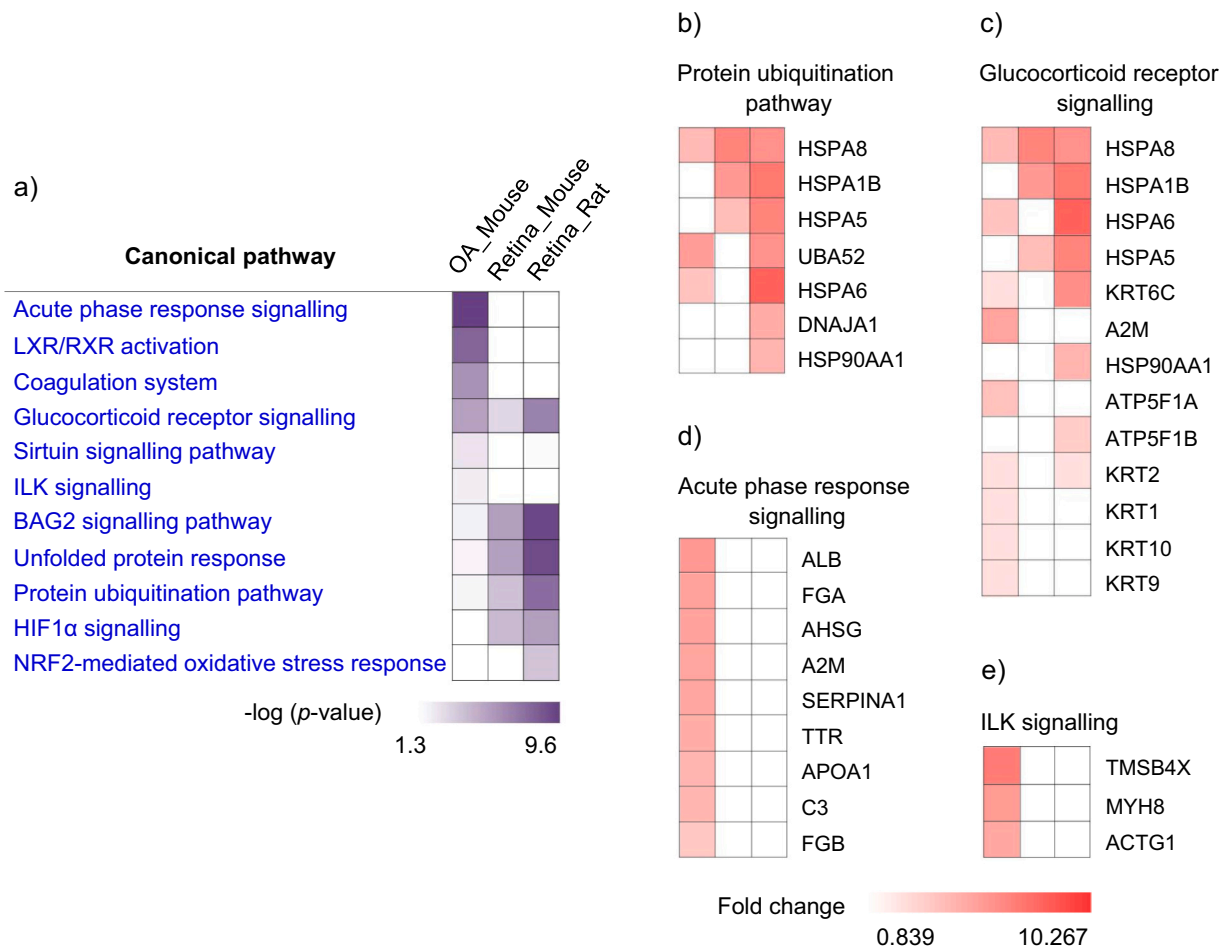 a)
Canonical pathway
OA_Mouse
Retina_Mouse
Retina_Rat
Acute phase response signalling
LXR/RXR activation
Coagulation system
Glucocorticoid receptor signalling
Sirtuin signalling pathway
ILK signalling
BAG2 signalling pathway
Unfolded protein response
Protein ubiquitination pathway
HIF1α signalling
NRF2-mediated oxidative stress response
-log (p-value)
1.3 9.6
b)
Protein ubiquitination
pathway
HSPA8
HSPA1B
HSPA5
UBA52
HSPA6
DNAJA1
HSP90AA1
c)
Glucocorticoid receptor
signalling
HSPA8
HSPA1B
HSPA6
HSPA5
KRT6C
A2M
HSP90AA1
ATP5F1A
ATP5F1B
KRT2
KRT1
KRT10
KRT9
d)
Acute phase response
signalling
ALB
FGA
AHSG
A2M
SERPINA1
TTR
APOA1
C3
FGB
e)
ILK signalling
TMSB4X
MYH8
ACTG1
Fold change
0.839 10.267